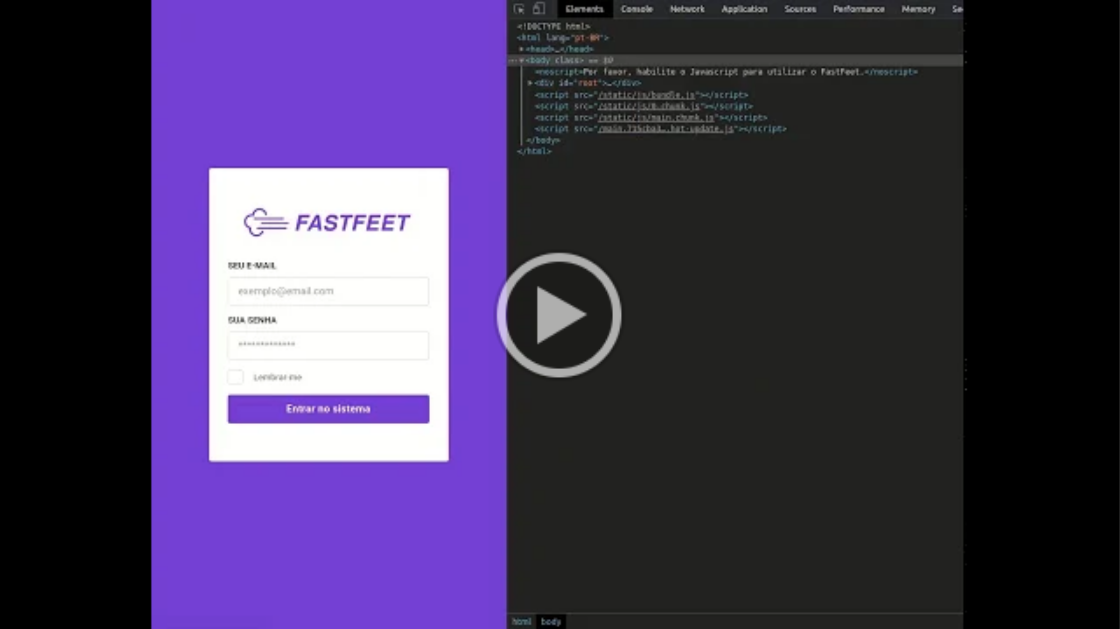 FASTFEET
SEU E-MAIL
exemplo@email.com
SUA SENHA
*************
Lembrar-me
Entrar no sistema
Elements Console Network Application Sources Performance Memory Se
<!DOCTYPE html>
<html lang="pt-BR">
<head>…</head>
<body class> == $0
<noscript>Por favor, habilite o Javascript para utilizar o FastFeet.</noscript>
<div id="root">…</div>
<script src="/static/js/bundle.js"></script>
<script src="/static/js/0.chunk.js"></script>
<script src="/static/js/main.chunk.js"></script>
<script src="/main.715cba3….hot-update.js"></script>
</body>
</html>
html body